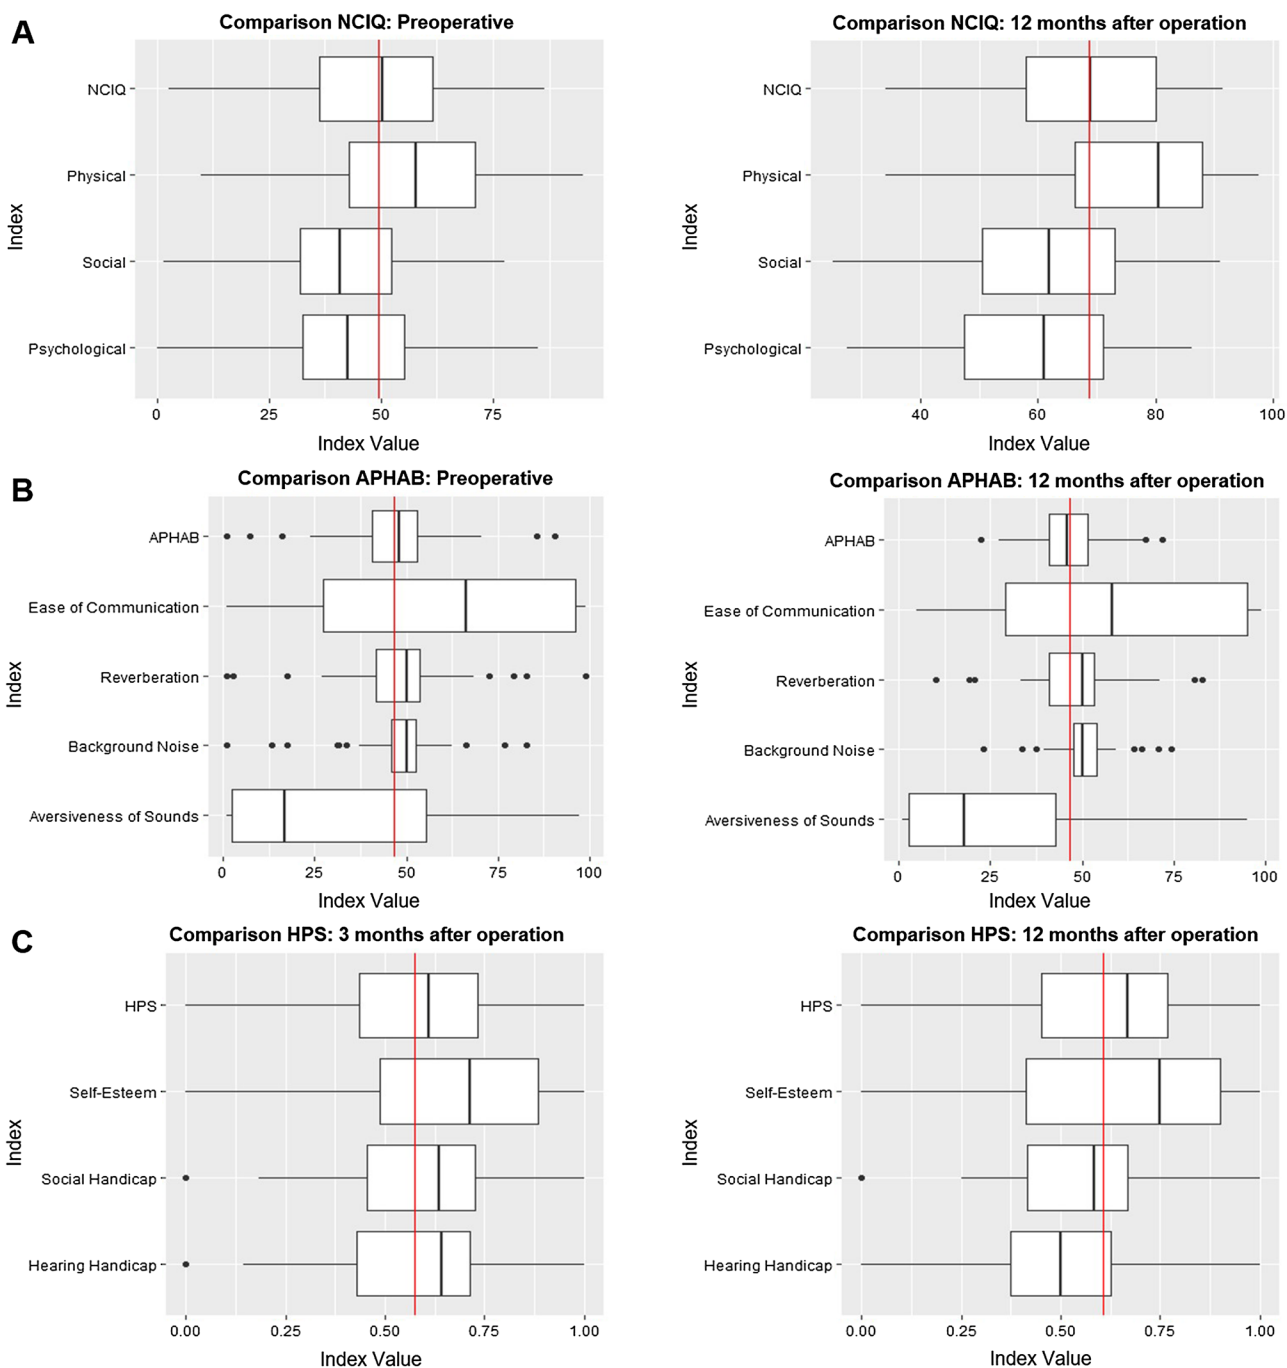 A
Comparison NCIQ: Preoperative
NCIQ
Physical
Social
Psychological
Index
0 25 50 75
Index Value
Comparison NCIQ: 12 months after operation
NCIQ
Physical
Social
Psychological
Index
40 60 80 100
Index Value
B
Comparison APHAB: Preoperative
APHAB
Ease of Communication
Reverberation
Background Noise
Aversiveness of Sounds
Index
0 25 50 75 100
Index Value
Comparison APHAB: 12 months after operation
APHAB
Ease of Communication
Reverberation
Background Noise
Aversiveness of Sounds
Index
0 25 50 75 100
Index Value
C
Comparison HPS: 3 months after operation
HPS
Self-Esteem
Social Handicap
Hearing Handicap
Index
0.00 0.25 0.50 0.75 1.00
Index Value
Comparison HPS: 12 months after operation
HPS
Self-Esteem
Social Handicap
Hearing Handicap
Index
0.00 0.25 0.50 0.75 1.00
Index Value